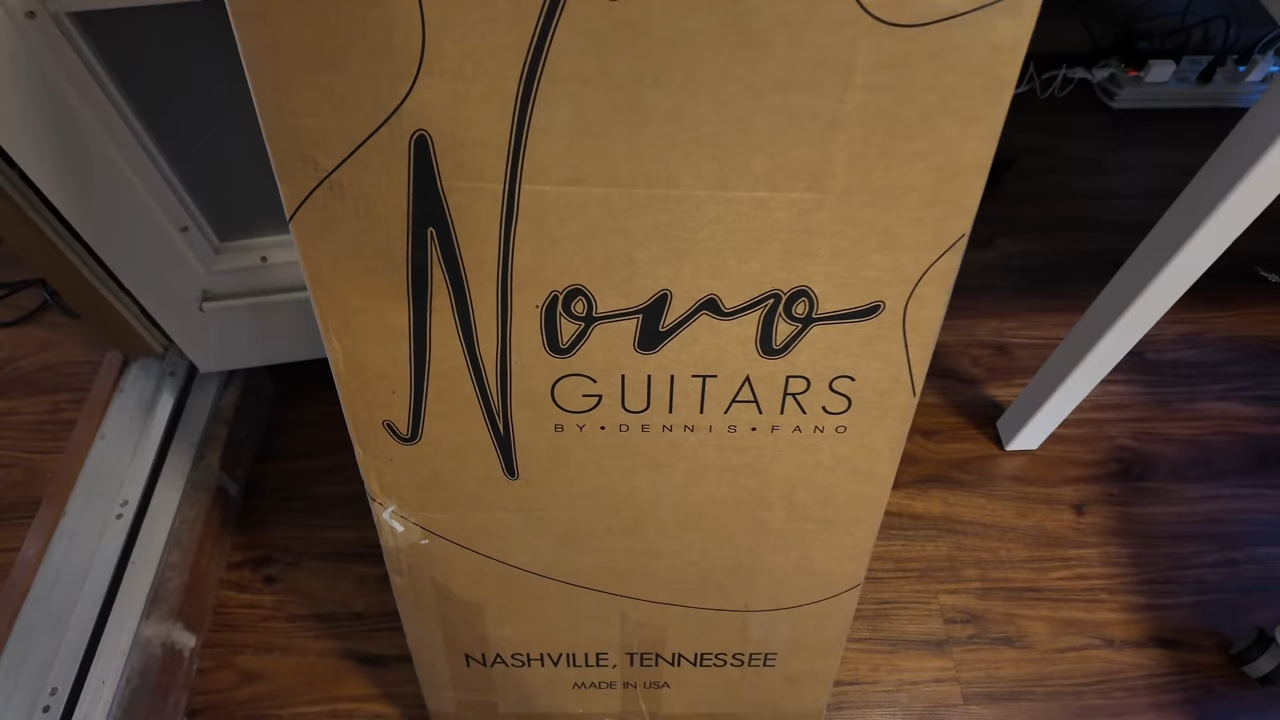 Novo
GUITARS
BY • DENNIS • FANO
NASHVILLE, TENNESSEE
MADE IN USA